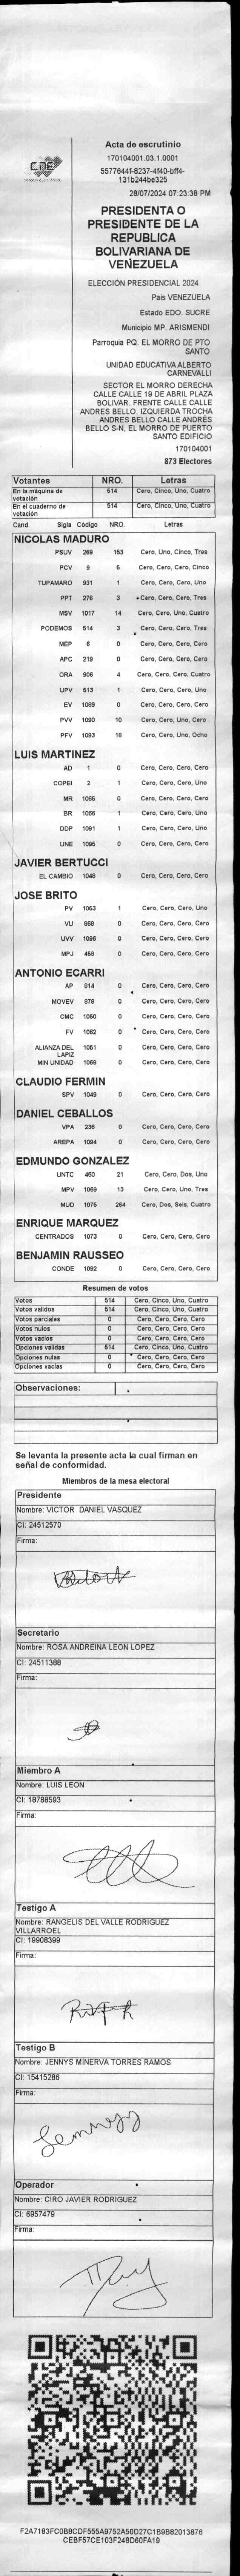 CNE
Acta de escrutinio
170104001.03.1.0001
5577644f-8237-4f40-bff4-
131b244be325
28/07/2024 07:23:38 PM
PRESIDENTA O
PRESIDENTE DE LA
REPUBLICA
BOLIVARIANA DE
VENEZUELA
ELECCIÓN PRESIDENCIAL 2024
Pais VENEZUELA
Estado EDO. SUCRE
Municipio MP. ARISMENDI
Parroquia PQ. EL MORRO DE PTO
SANTO
UNIDAD EDUCATIVA ALBERTO
CARNEVALLI
SECTOR EL MORRO DERECHA
CALLE CALLE 19 DE ABRIL PLAZA
BOLIVAR. FRENTE CALLE CALLE
ANDRES BELLO. IZQUIERDA TROCHA
ANDRES BELLO CALLE ANDRES
BELLO S-N. EL MORRO DE PUERTO
SANTO EDIFICIO
170104001
873 Electores
Votantes NRO. Letras
En la máquina de votación 514 Cero, Cinco, Uno, Cuatro
En el cuaderno de votación 514 Cero, Cinco, Uno, Cuatro
Cand. Sigla Código NRO. Letras
NICOLAS MADURO
PSUV 269 153 Cero, Uno, Cinco, Tres
PCV 9 5 Cero, Cero, Cero, Cinco
TUPAMARO 931 1 Cero, Cero, Cero, Uno
PPT 276 3 Cero, Cero, Cero, Tres
MSV 1017 14 Cero, Cero, Uno, Cuatro
PODEMOS 514 3 Cero, Cero, Cero, Tres
MEP 6 0 Cero, Cero, Cero, Cero
APC 219 0 Cero, Cero, Cero, Cero
ORA 906 4 Cero, Cero, Cero, Cuatro
UPV 513 1 Cero, Cero, Cero, Uno
EV 1089 0 Cero, Cero, Cero, Cero
PVV 1090 10 Cero, Cero, Uno, Cero
PFV 1093 18 Cero, Cero, Uno, Ocho
LUIS MARTINEZ
AD 1 0 Cero, Cero, Cero, Cero
COPEI 2 1 Cero, Cero, Cero, Uno
MR 1065 0 Cero, Cero, Cero, Cero
BR 1066 1 Cero, Cero, Cero, Uno
DDP 1091 1 Cero, Cero, Cero, Uno
UNE 1095 0 Cero, Cero, Cero, Cero
JAVIER BERTUCCI
EL CAMBIO 1048 0 Cero, Cero, Cero, Cero
JOSE BRITO
PV 1053 1 Cero, Cero, Cero, Uno
VU 868 0 Cero, Cero, Cero, Cero
UVV 1096 0 Cero, Cero, Cero, Cero
MPJ 458 0 Cero, Cero, Cero, Cero
ANTONIO ECARRI
AP 814 0 Cero, Cero, Cero, Cero
MOVEV 878 0 Cero, Cero, Cero, Cero
CMC 1050 0 Cero, Cero, Cero, Cero
FV 1062 0 Cero, Cero, Cero, Cero
ALIANZA DEL LAPIZ 1051 0 Cero, Cero, Cero, Cero
MIN UNIDAD 1068 0 Cero, Cero, Cero, Cero
CLAUDIO FERMIN
SPV 1049 0 Cero, Cero, Cero, Cero
DANIEL CEBALLOS
VPA 236 0 Cero, Cero, Cero, Cero
AREPA 1094 0 Cero, Cero, Cero, Cero
EDMUNDO GONZALEZ
UNTC 460 21 Cero, Cero, Dos, Uno
MPV 1069 13 Cero, Cero, Uno, Tres
MUD 1075 264 Cero, Dos, Seis, Cuatro
ENRIQUE MARQUEZ
CENTRADOS 1073 0 Cero, Cero, Cero, Cero
BENJAMIN RAUSSEO
CONDE 1092 0 Cero, Cero, Cero, Cero
Resumen de votos
Votos 514 Cero, Cinco, Uno, Cuatro
Votos validos 514 Cero, Cinco, Uno, Cuatro
Votos parciales 0 Cero, Cero, Cero, Cero
Votos nulos 0 Cero, Cero, Cero, Cero
Votos vacios 0 Cero, Cero, Cero, Cero
Opciones validas 514 Cero, Cinco, Uno, Cuatro
Opciones nulas 0 Cero, Cero, Cero, Cero
Opciones vacias 0 Cero, Cero, Cero, Cero
Observaciones:
Se levanta la presente acta la cual firman en
señal de conformidad.
Miembros de la mesa electoral
Presidente
Nombre: VICTOR DANIEL VASQUEZ
CI: 24512570
Firma:
Secretario
Nombre: ROSA ANDREINA LEON LOPEZ
CI: 24511388
Firma:
Miembro A
Nombre: LUIS LEON
CI: 18788593
Firma:
Testigo A
Nombre: RANGELIS DEL VALLE RODRIGUEZ
VILLARROEL
CI: 19908399
Firma:
Testigo B
Nombre: JENNYS MINERVA TORRES RAMOS
CI: 15415286
Firma:
Jennys
Operador
Nombre: CIRO JAVIER RODRIGUEZ
CI: 6957479
Firma:
F2A7183FC0B8CDF555A9752A50D27C1B9B82013876
CEBF57CE103F248D60FA19